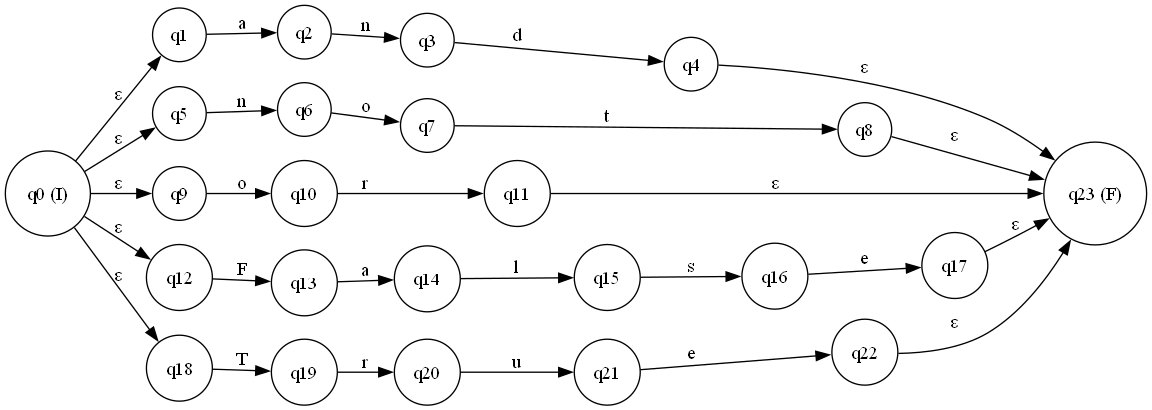 q1 a q2 n q3 d q4 ε
ε q5 n q6 o q7 t q8 ε
ε
q0 (I) ε q9 o q10 r q11 ε q23 (F)
ε q12 F q13 a q14 l q15 s q16 e q17 ε
ε q18 T q19 r q20 u q21 e q22 ε